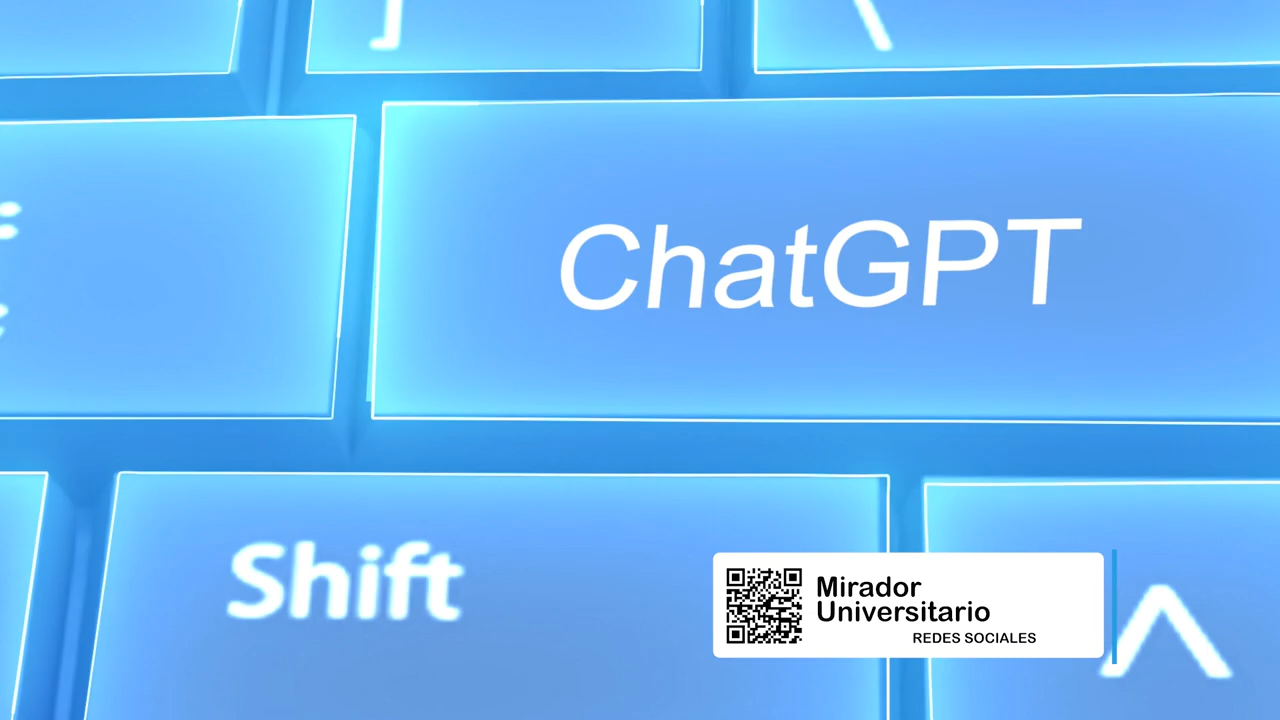 ]
\
ChatGPT
Shift
Mirador
Universitario
REDES SOCIALES